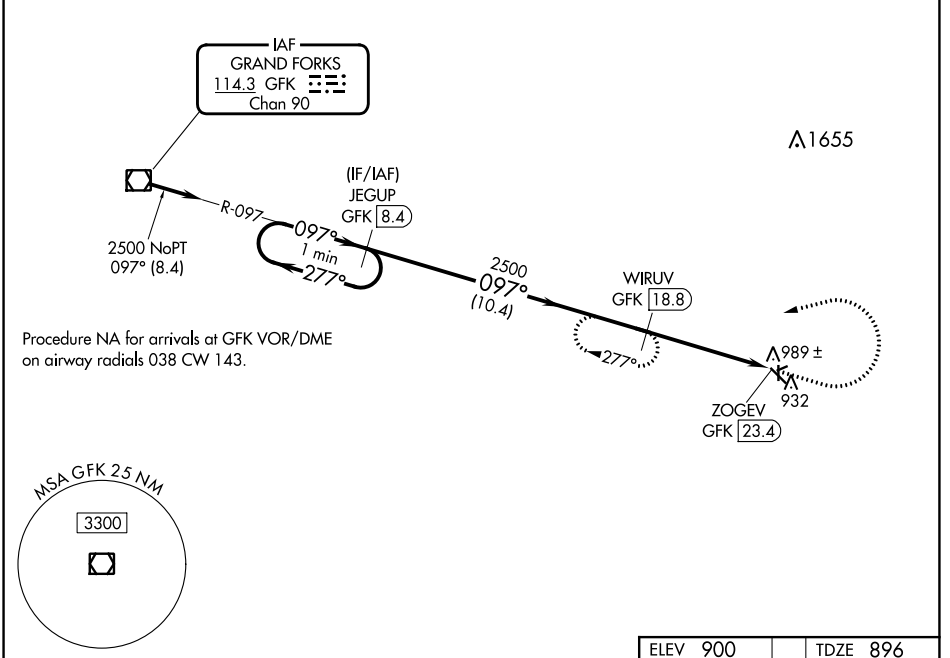 IAF
GRAND FORKS
114.3 GFK
Chan 90
1655
(IF/IAF)
JEGUP
GFK 8.4
R-097
097°
1 min
277°
2500 NoPT
097° (8.4)
2500
097°
(10.4)
WIRUV
GFK 18.8
277°
989 ±
932
ZOGEV
GFK 23.4
Procedure NA for arrivals at GFK VOR/DME
on airway radials 038 CW 143.
MSA GFK 25 NM
3300
ELEV 900 TDZE 896